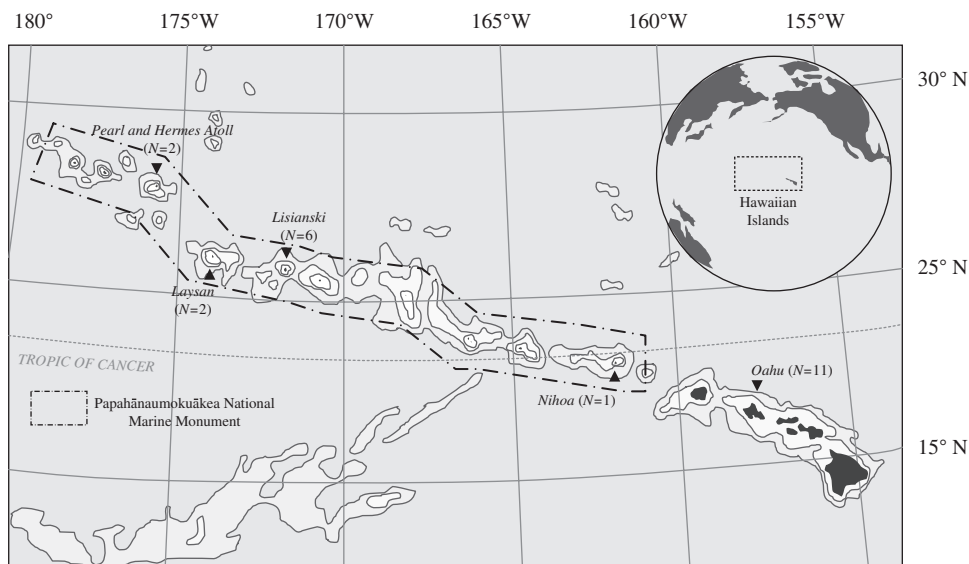 180° 175°W 170°W 165°W 160°W 155°W
30° N
Pearl and Hermes Atoll
(N=2)
Hawaiian
Islands
Lisianski
(N=6)
25° N
Laysan
(N=2)
TROPIC OF CANCER
Oahu (N=11)
Nihoa (N=1)
Papahānaumokuākea National
Marine Monument
15° N